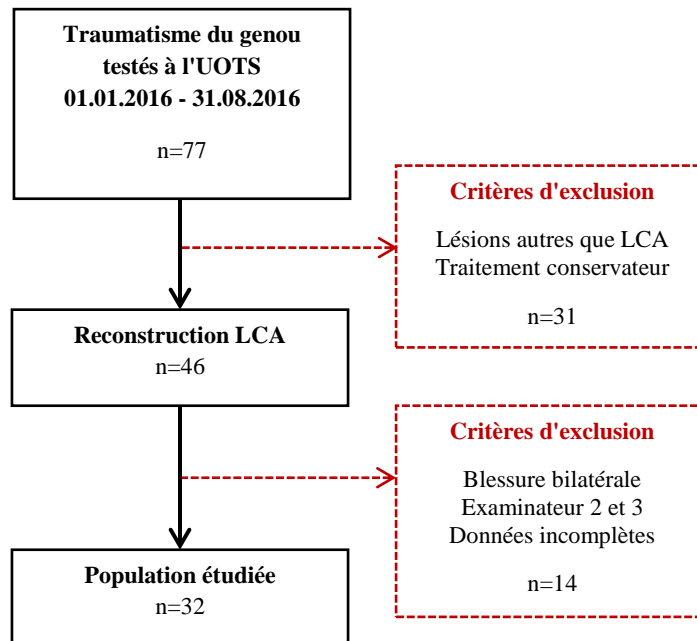 Traumatisme du genou
testés à l'UOTS
01.01.2016 - 31.08.2016
n=77
Critères d'exclusion
Lésions autres que LCA
Traitement conservateur
n=31
Reconstruction LCA
n=46
Critères d'exclusion
Blessure bilatérale
Examinateur 2 et 3
Données incomplètes
n=14
Population étudiée
n=32